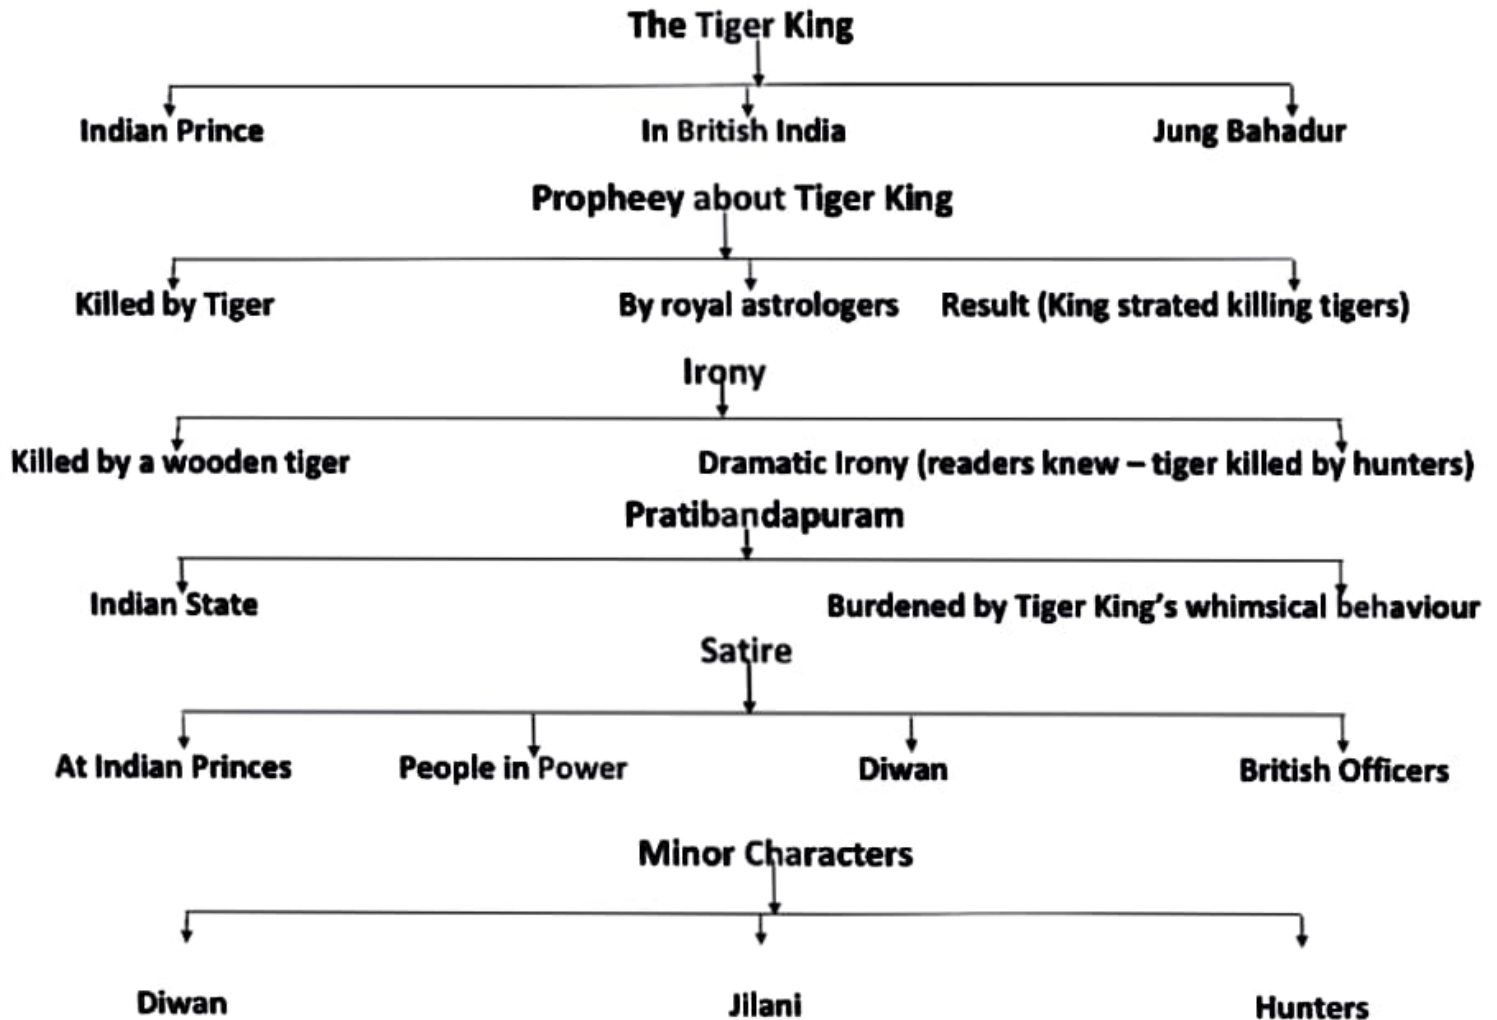 The Tiger King
Indian Prince In British India Jung Bahadur
Propheey about Tiger King
Killed by Tiger By royal astrologers Result (King strated killing tigers)
Irony
Killed by a wooden tiger Dramatic Irony (readers knew – tiger killed by hunters)
Pratibandapuram
Indian State Burdened by Tiger King's whimsical behaviour
Satire
At Indian Princes People in Power Diwan British Officers
Minor Characters
Diwan Jilani Hunters